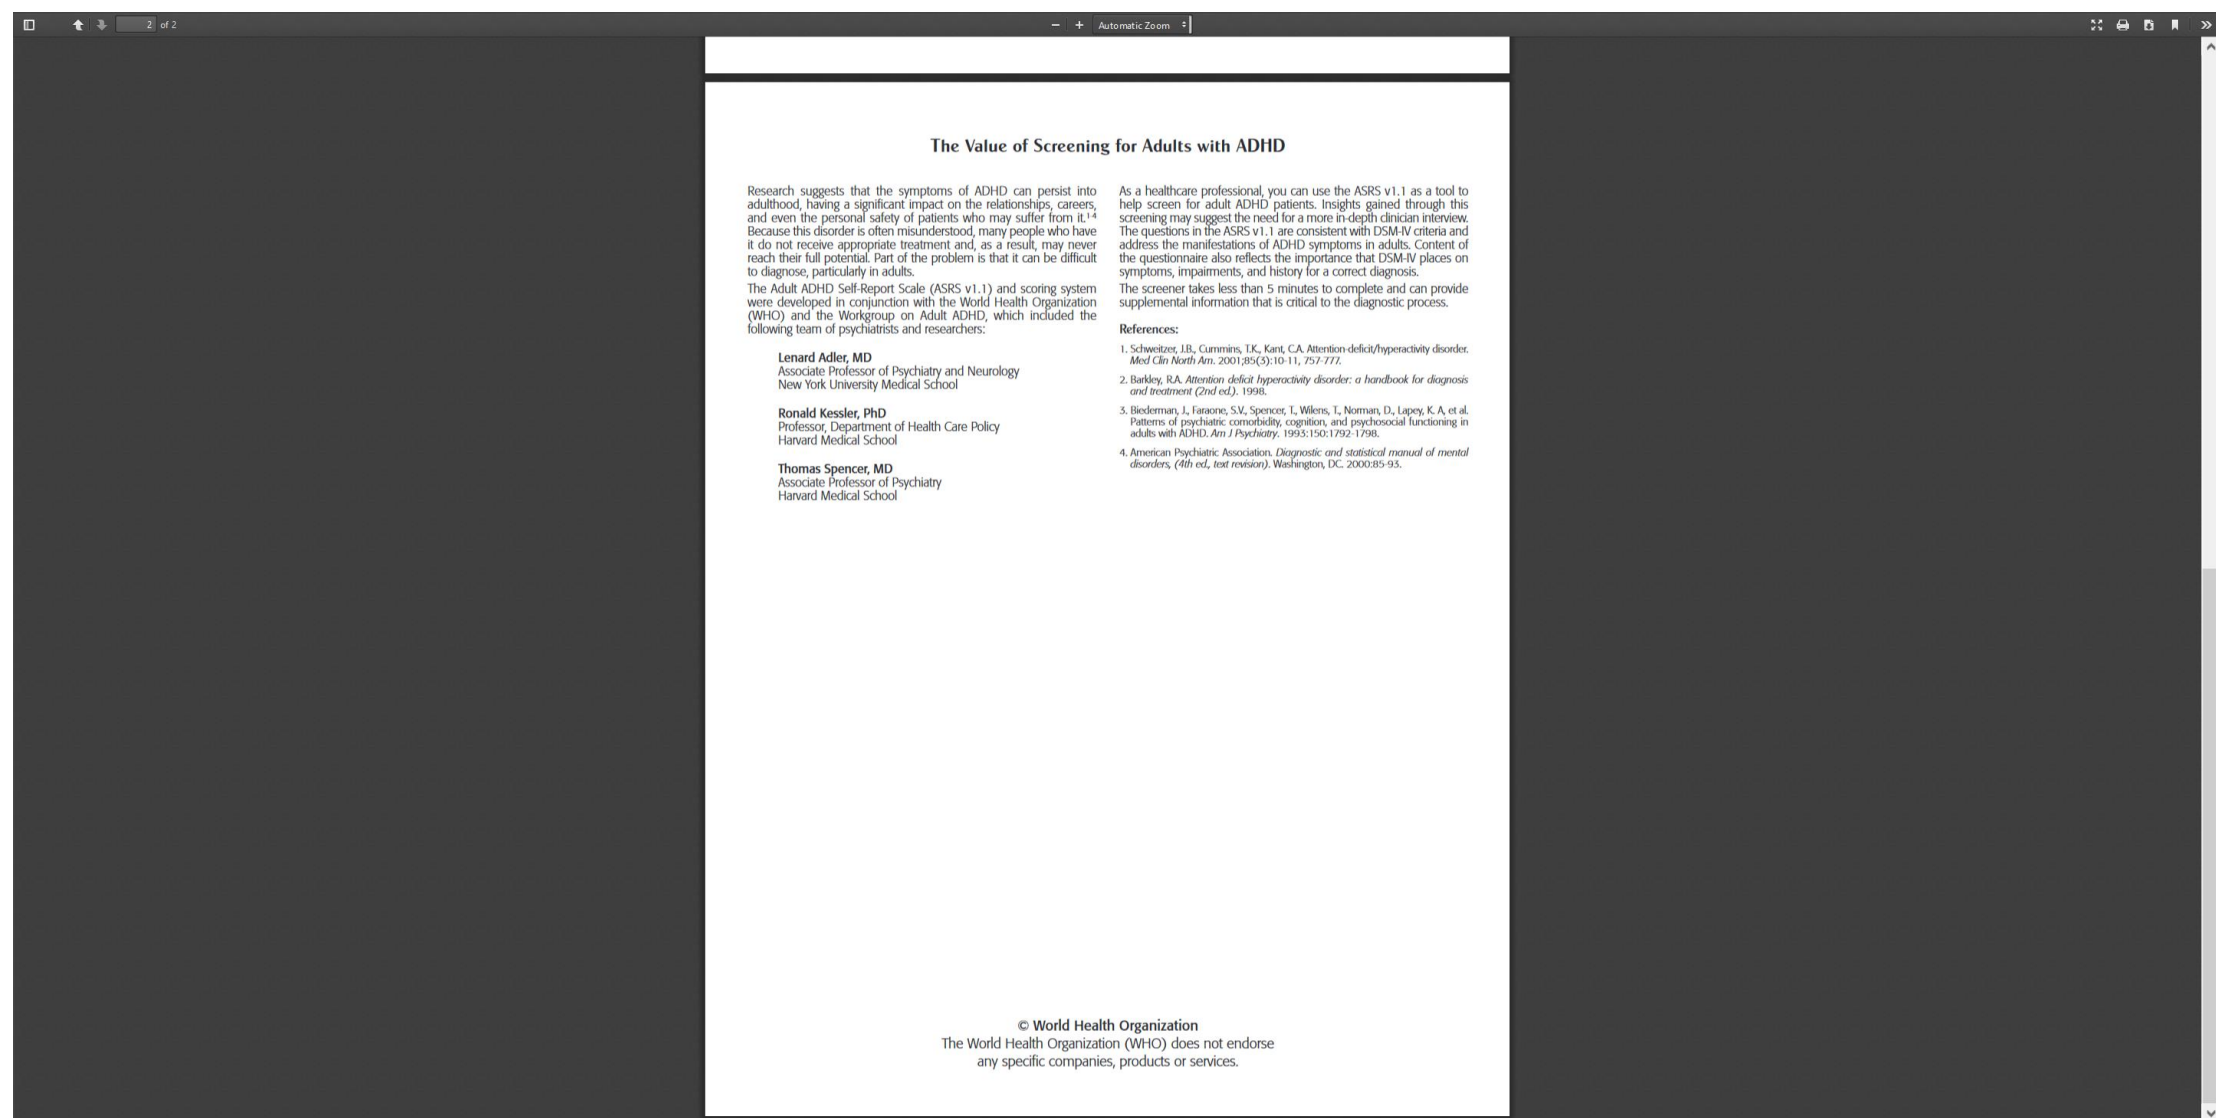 2 of 2
Automatic Zoom
The Value of Screening for Adults with ADHD
Research suggests that the symptoms of ADHD can persist into
adulthood, having a significant impact on the relationships, careers,
and even the personal safety of patients who may suffer from it.¹⁻⁴
Because this disorder is often misunderstood, many people who have
it do not receive appropriate treatment and, as a result, may never
reach their full potential. Part of the problem is that it can be difficult
to diagnose, particularly in adults.
The Adult ADHD Self-Report Scale (ASRS v1.1) and scoring system
were developed in conjunction with the World Health Organization
(WHO) and the Workgroup on Adult ADHD, which included the
following team of psychiatrists and researchers:
Lenard Adler, MD
Associate Professor of Psychiatry and Neurology
New York University Medical School
Ronald Kessler, PhD
Professor, Department of Health Care Policy
Harvard Medical School
Thomas Spencer, MD
Associate Professor of Psychiatry
Harvard Medical School
As a healthcare professional, you can use the ASRS v1.1 as a tool to
help screen for adult ADHD patients. Insights gained through this
screening may suggest the need for a more in-depth clinician interview.
The questions in the ASRS v1.1 are consistent with DSM-IV criteria and
address the manifestations of ADHD symptoms in adults. Content of
the questionnaire also reflects the importance that DSM-IV places on
symptoms, impairments, and history for a correct diagnosis.
The screener takes less than 5 minutes to complete and can provide
supplemental information that is critical to the diagnostic process.
References:
1. Schweitzer, J.B., Cummins, T.K., Kant, C.A. Attention-deficit/hyperactivity disorder.
Med Clin North Am. 2001;85(3):10-11, 757-777.
2. Barkley, R.A. Attention deficit hyperactivity disorder: a handbook for diagnosis
and treatment (2nd ed.). 1998.
3. Biederman, J., Faraone, S.V., Spencer, T., Wilens, T., Norman, D., Lapey, K. A, et al.
Patterns of psychiatric comorbidity, cognition, and psychosocial functioning in
adults with ADHD. Am J Psychiatry. 1993:150:1792-1798.
4. American Psychiatric Association. Diagnostic and statistical manual of mental
disorders, (4th ed., text revision). Washington, DC. 2000:85-93.
© World Health Organization
The World Health Organization (WHO) does not endorse
any specific companies, products or services.